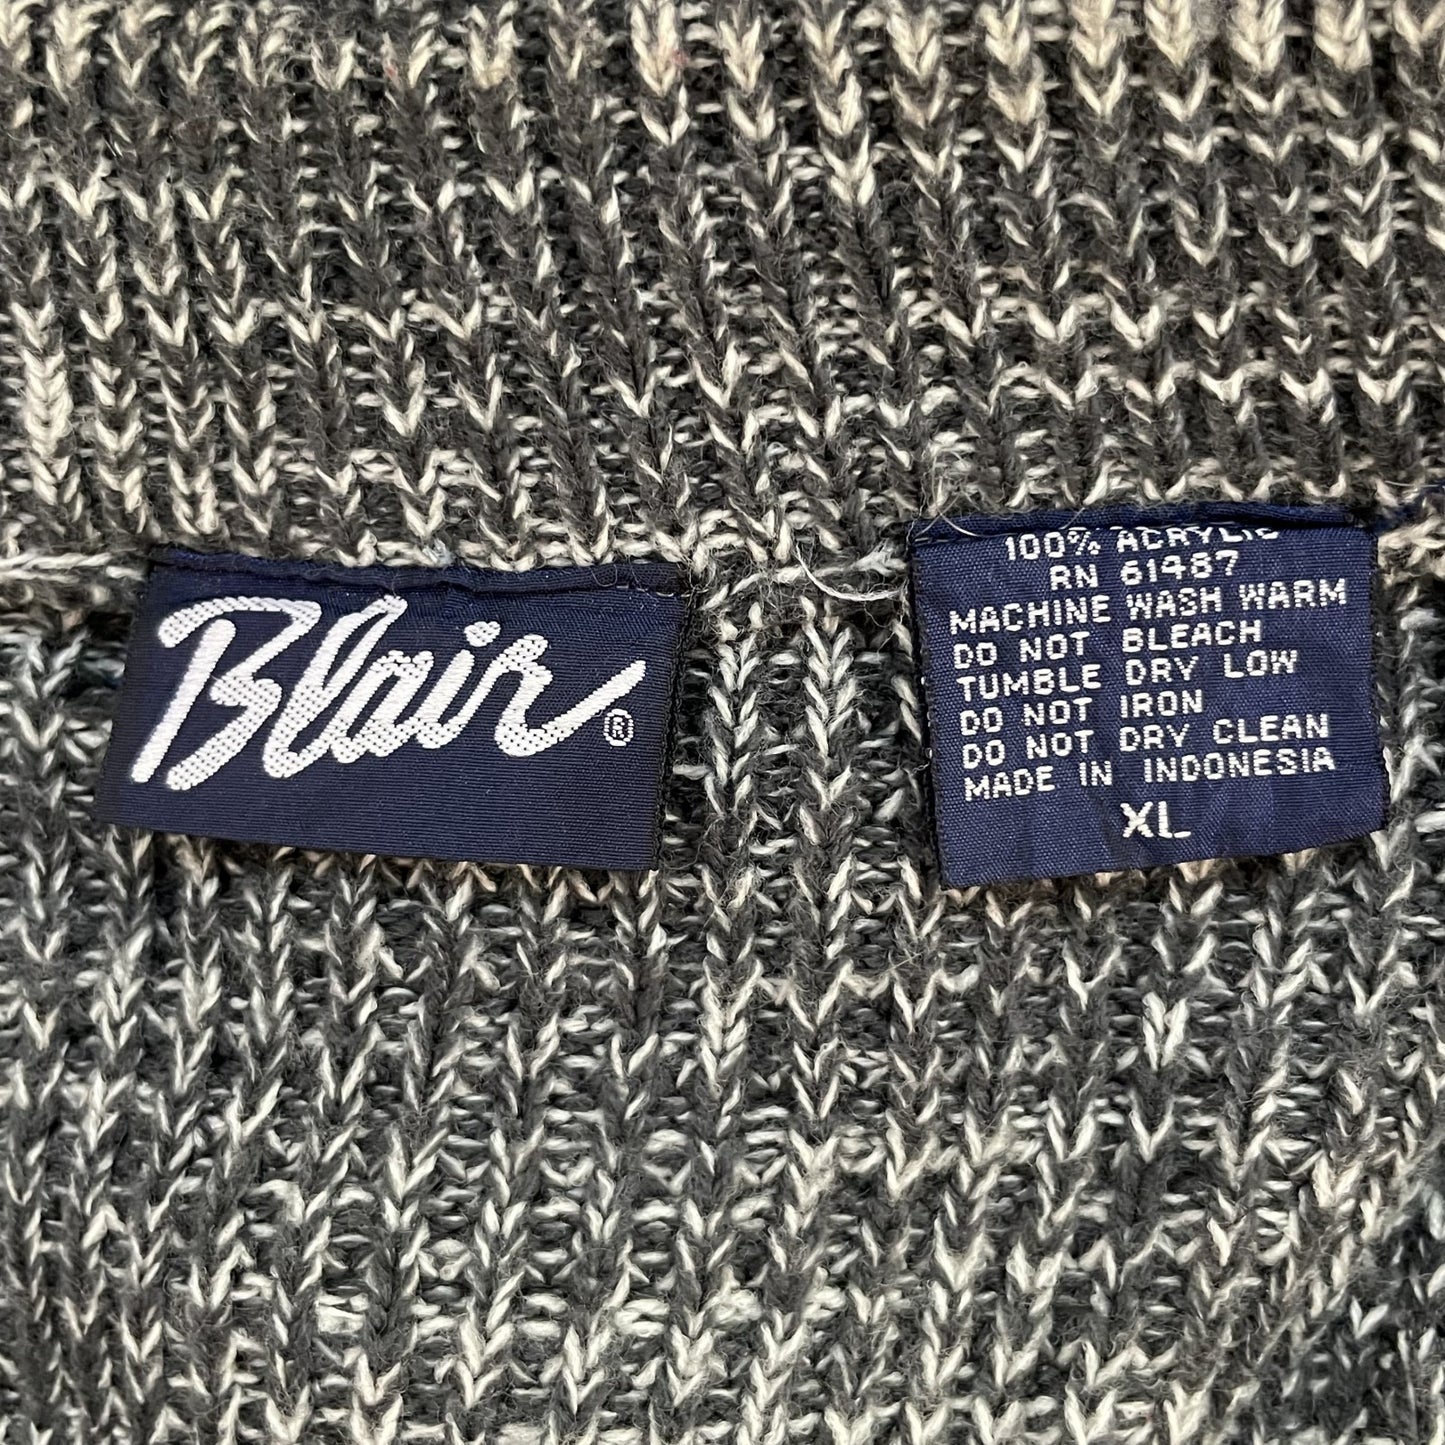 Blair®
100% ACRYLIC
RN 61487
MACHINE WASH WARM
DO NOT BLEACH
TUMBLE DRY LOW
DO NOT IRON
DO NOT DRY CLEAN
MADE IN INDONESIA
XL